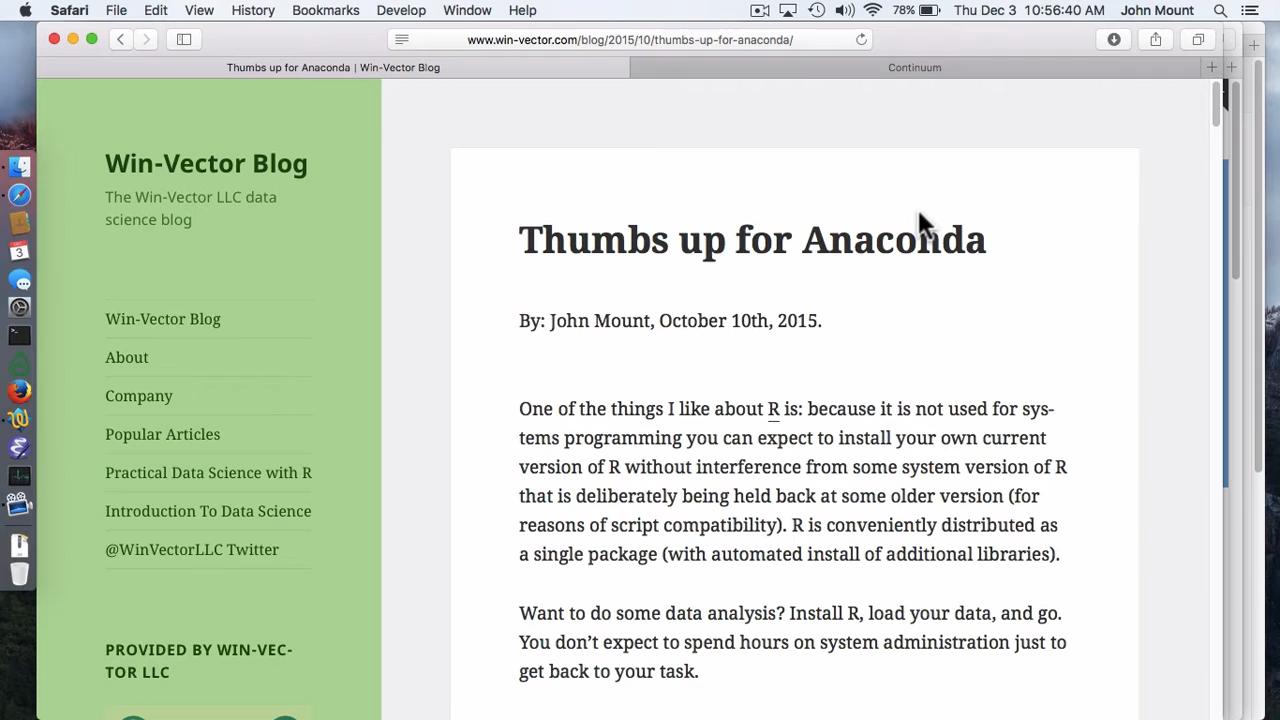 Safari File Edit View History Bookmarks Develop Window Help 78% Thu Dec 3 10:56:40 AM John Mount
www.win-vector.com/blog/2015/10/thumbs-up-for-anaconda/
Thumbs up for Anaconda | Win-Vector Blog
Continuum
Win-Vector Blog
The Win-Vector LLC data
science blog
Win-Vector Blog
About
Company
Popular Articles
Practical Data Science with R
Introduction To Data Science
@WinVectorLLC Twitter
PROVIDED BY WIN-VEC-
TOR LLC
Thumbs up for Anaconda
By: John Mount, October 10th, 2015.
One of the things I like about R is: because it is not used for sys-
tems programming you can expect to install your own current
version of R without interference from some system version of R
that is deliberately being held back at some older version (for
reasons of script compatibility). R is conveniently distributed as
a single package (with automated install of additional libraries).
Want to do some data analysis? Install R, load your data, and go.
You don’t expect to spend hours on system administration just to
get back to your task.
3